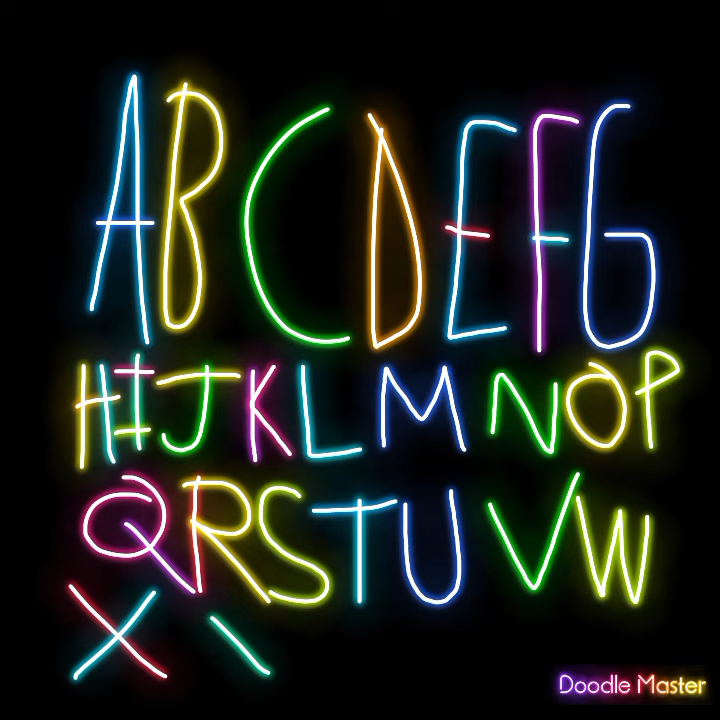 ABCDEFG
HIJKLMNOP
QRSTUVW
X \
Doodle Master